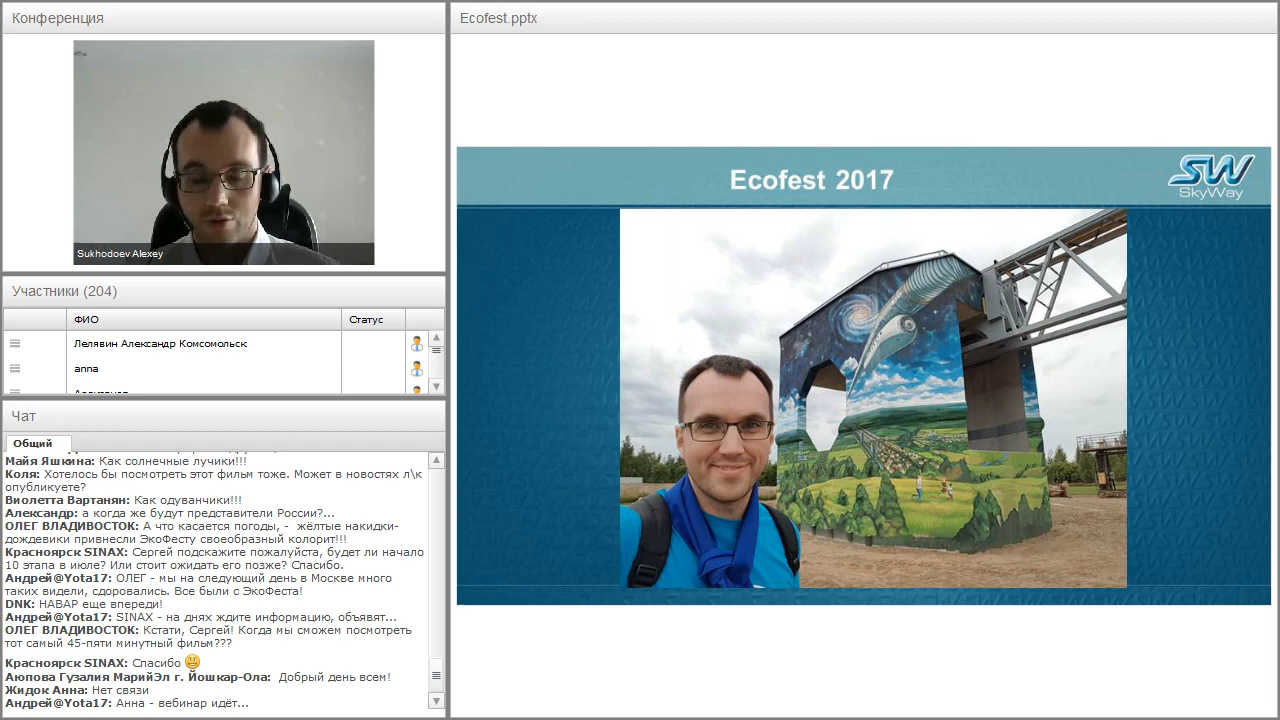 Конференция
Sukhodoev Alexey
Участники (204)
ФИО
Статус
Лелявин Александр Комсомольск
anna
Чат
Общий
Майя Яшкина: Как солнечные лучики!!!
Коля: Хотелось бы посмотреть этот фильм тоже. Может в новостях л\к
опубликуете?
Виолетта Вартанян: Как одуванчики!!!
Александр: а когда же будут представители России?...
ОЛЕГ ВЛАДИВОСТОК: А что касается погоды, - жёлтые накидки-
дождевики привнесли ЭкоФесту своеобразный колорит!!!
Красноярск SINAX: Сергей подскажите пожалуйста, будет ли начало
10 этапа в июле? Или стоит ожидать его позже? Спасибо.
Андрей@Yota17: ОЛЕГ - мы на следующий день в Москве много
таких видели, сдоровались. Все были с ЭкоФеста!
DNK: НАВАР еще впереди!
Андрей@Yota17: SINAX - на днях ждите информацию, объявят...
ОЛЕГ ВЛАДИВОСТОК: Кстати, Сергей! Когда мы сможем посмотреть
тот самый 45-пяти минутный фильм???
Красноярск SINAX: Спасибо
Аюпова Гузалия МарийЭл г. Йошкар-Ола: Добрый день всем!
Жидок Анна: Нет связи
Андрей@Yota17: Анна - вебинар идёт...
Ecofest.pptx
Ecofest 2017
SW
SkyWay